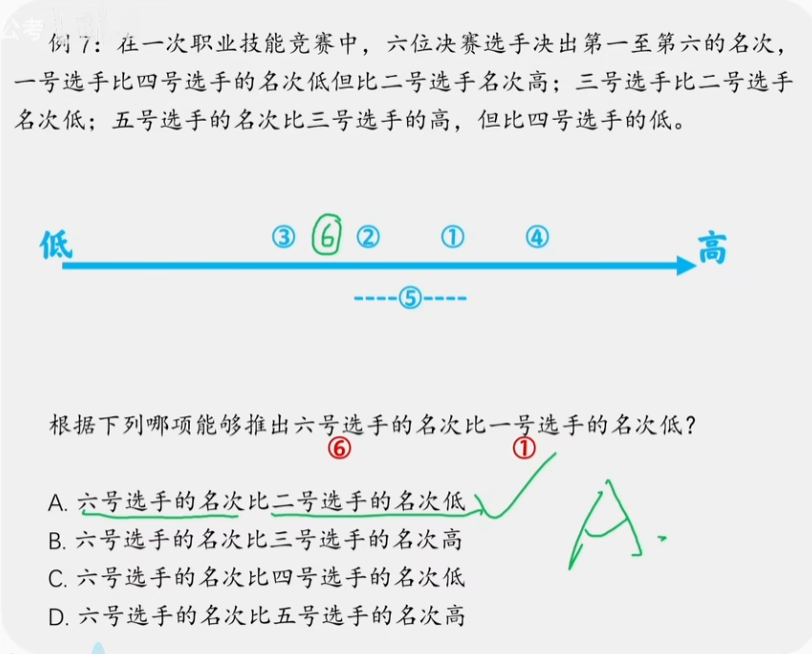 公考
例 7：在一次职业技能竞赛中，六位决赛选手决出第一至第六的名次，
一号选手比四号选手的名次低但比二号选手名次高；三号选手比二号选手
名次低；五号选手的名次比三号选手的高，但比四号选手的低。
③ 6 ② ① ④
低 高
----⑤----
根据下列哪项能够推出六号选手的名次比一号选手的名次低？
⑥ ①
A. 六号选手的名次比二号选手的名次低
B. 六号选手的名次比三号选手的名次高
C. 六号选手的名次比四号选手的名次低
D. 六号选手的名次比五号选手的名次高
A.